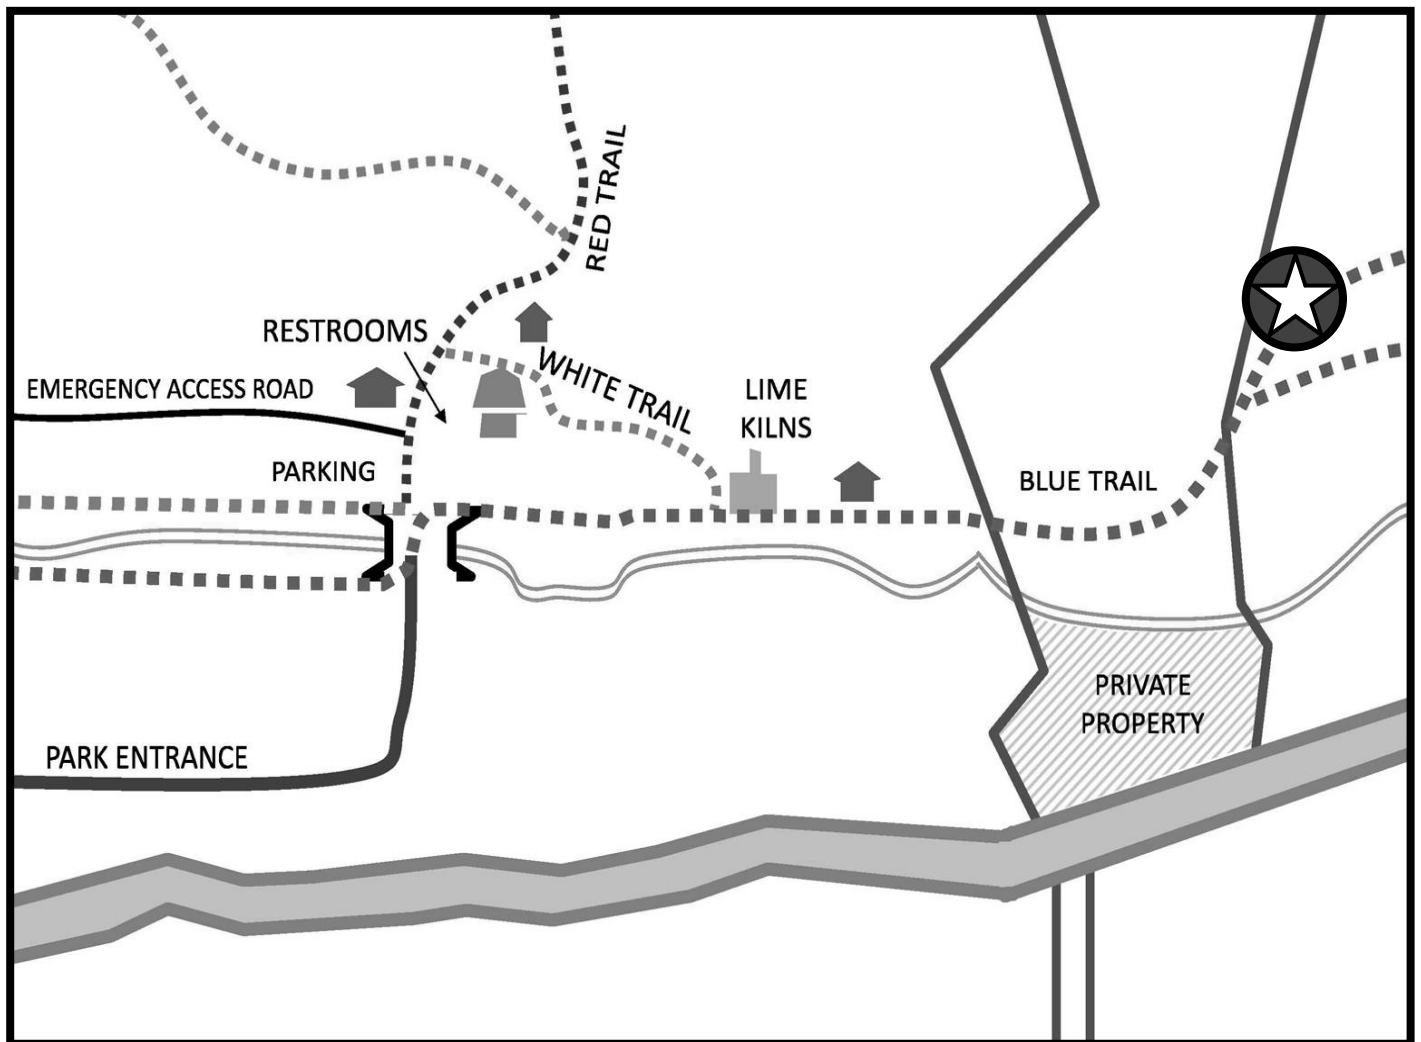 RED TRAIL
RESTROOMS
WHITE TRAIL
EMERGENCY ACCESS ROAD
LIME
KILNS
PARKING
BLUE TRAIL
PRIVATE
PROPERTY
PARK ENTRANCE